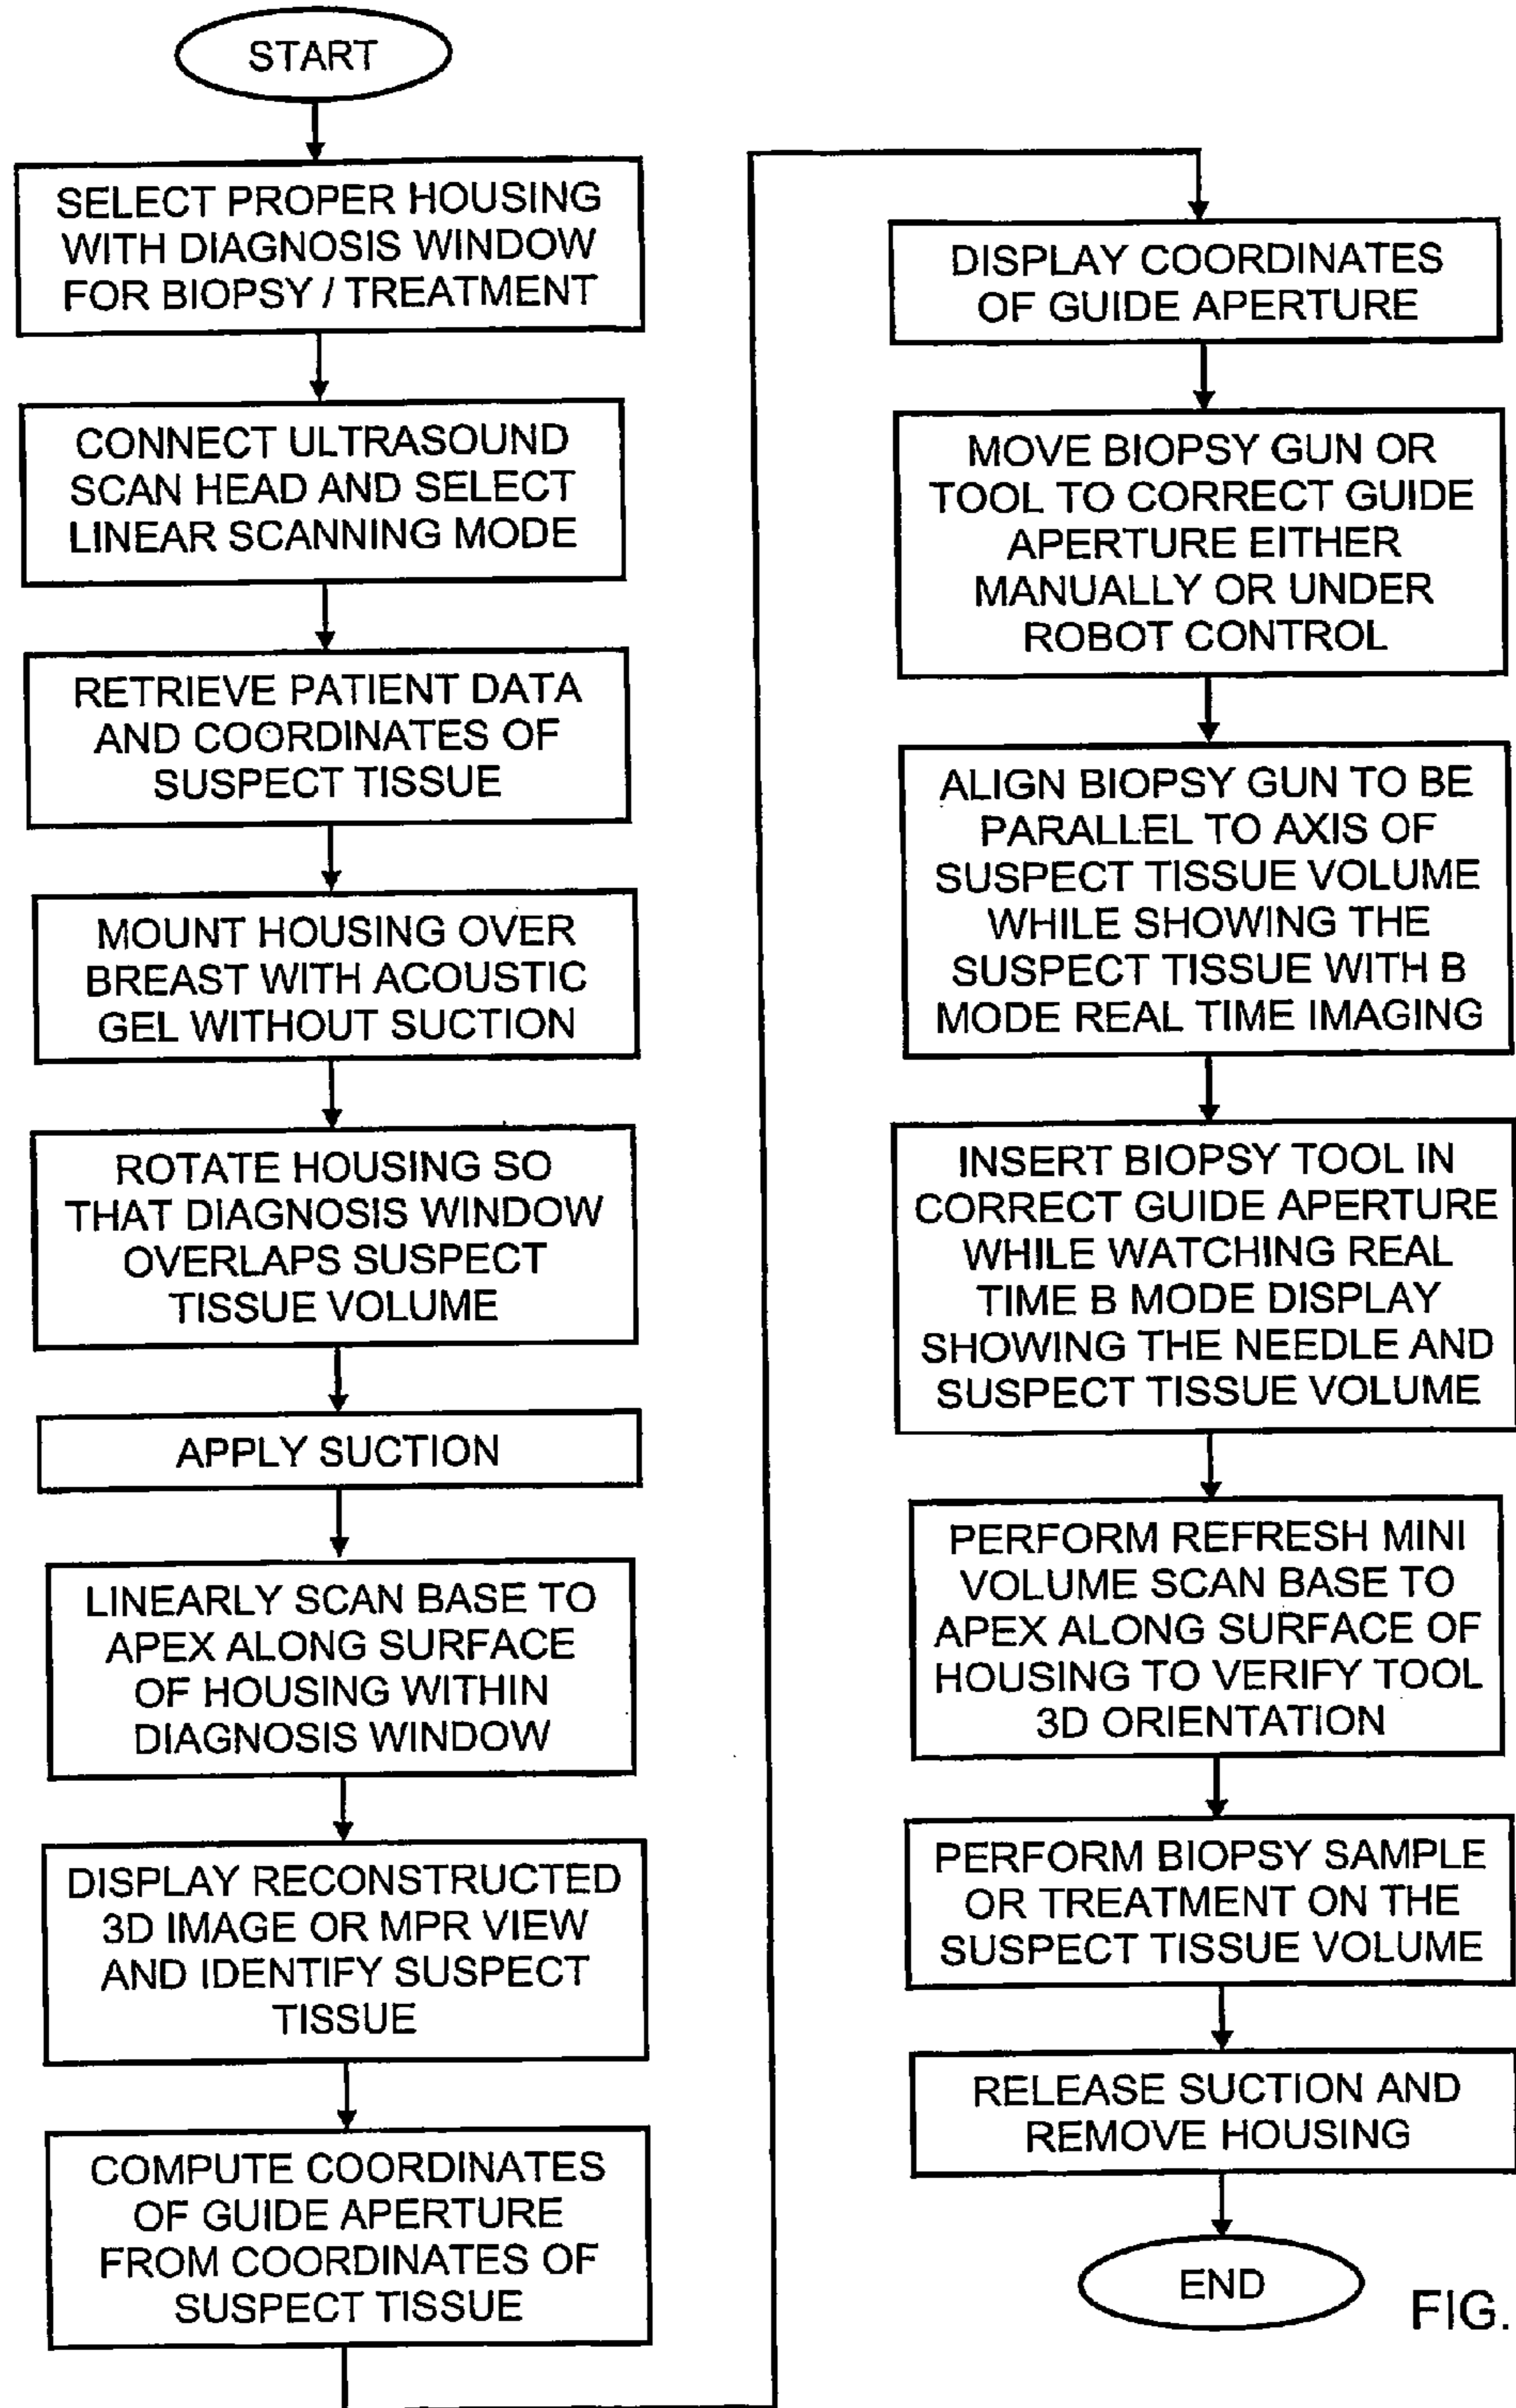 START
SELECT PROPER HOUSING
WITH DIAGNOSIS WINDOW
FOR BIOPSY / TREATMENT
CONNECT ULTRASOUND
SCAN HEAD AND SELECT
LINEAR SCANNING MODE
RETRIEVE PATIENT DATA
AND COORDINATES OF
SUSPECT TISSUE
MOUNT HOUSING OVER
BREAST WITH ACOUSTIC
GEL WITHOUT SUCTION
ROTATE HOUSING SO
THAT DIAGNOSIS WINDOW
OVERLAPS SUSPECT
TISSUE VOLUME
APPLY SUCTION
LINEARLY SCAN BASE TO
APEX ALONG SURFACE
OF HOUSING WITHIN
DIAGNOSIS WINDOW
DISPLAY RECONSTRUCTED
3D IMAGE OR MPR VIEW
AND IDENTIFY SUSPECT
TISSUE
COMPUTE COORDINATES
OF GUIDE APERTURE
FROM COORDINATES OF
SUSPECT TISSUE
DISPLAY COORDINATES
OF GUIDE APERTURE
MOVE BIOPSY GUN OR
TOOL TO CORRECT GUIDE
APERTURE EITHER
MANUALLY OR UNDER
ROBOT CONTROL
ALIGN BIOPSY GUN TO BE
PARALLEL TO AXIS OF
SUSPECT TISSUE VOLUME
WHILE SHOWING THE
SUSPECT TISSUE WITH B
MODE REAL TIME IMAGING
INSERT BIOPSY TOOL IN
CORRECT GUIDE APERTURE
WHILE WATCHING REAL
TIME B MODE DISPLAY
SHOWING THE NEEDLE AND
SUSPECT TISSUE VOLUME
PERFORM REFRESH MINI
VOLUME SCAN BASE TO
APEX ALONG SURFACE OF
HOUSING TO VERIFY TOOL
3D ORIENTATION
PERFORM BIOPSY SAMPLE
OR TREATMENT ON THE
SUSPECT TISSUE VOLUME
RELEASE SUCTION AND
REMOVE HOUSING
END
FIG.